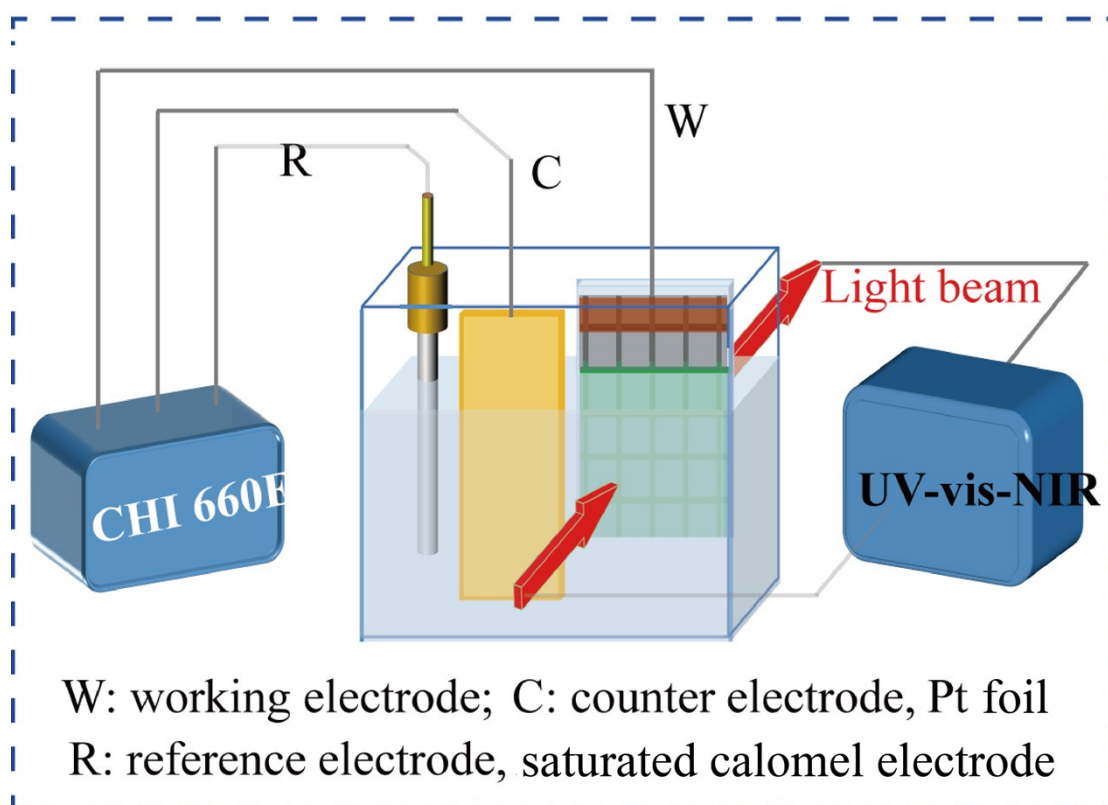 W
R
C
Light beam
CHI 660E
UV-vis-NIR
W: working electrode; C: counter electrode, Pt foil
R: reference electrode, saturated calomel electrode